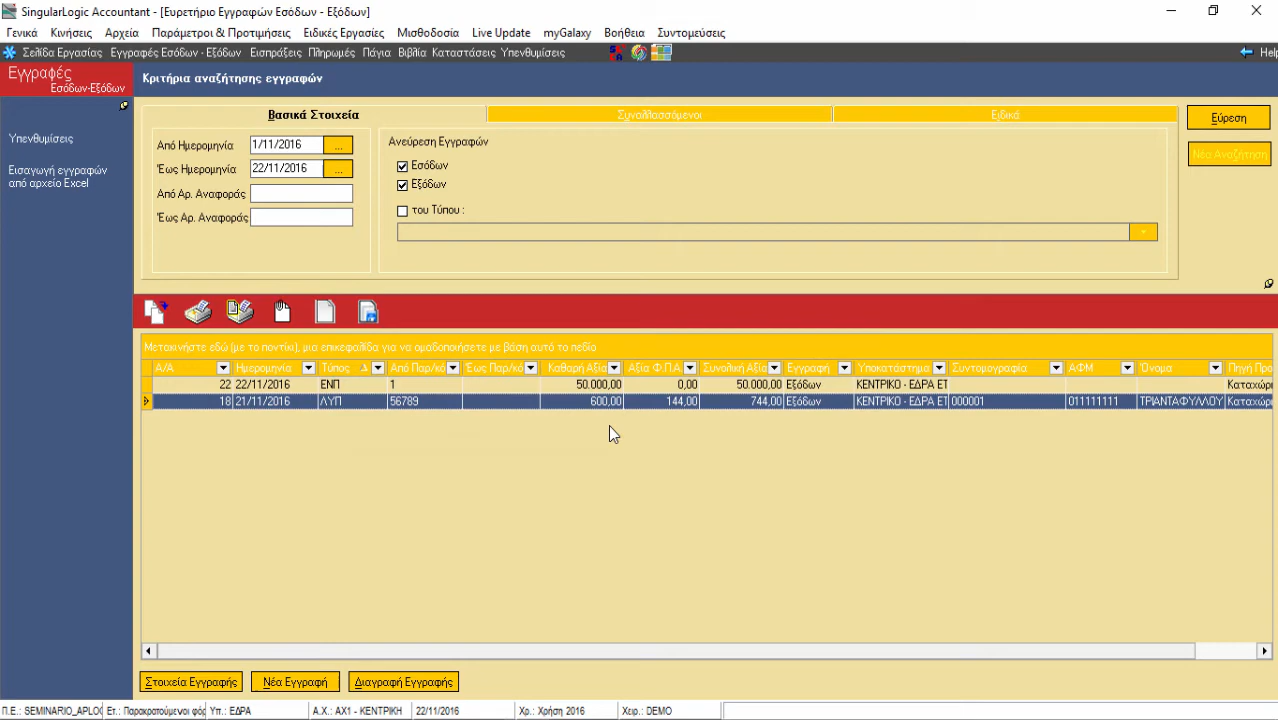 SingularLogic Accountant - [Ευρετήριο Εγγραφών Εσόδων - Εξόδων]
Γενικά Κινήσεις Αρχεία Παράμετροι & Προτιμήσεις Ειδικές Εργασίες Μισθοδοσία Live Update myGalaxy Βοήθεια Συντομεύσεις
Σελίδα Εργασίας Εγγραφές Εσόδων - Εξόδων Εισπράξεις Πληρωμές Πάγια Βιβλία Καταστάσεις Υπενθυμίσεις Help
Εγγραφές
Εσόδων-Εξόδων
Υπενθυμίσεις
Εισαγωγή εγγραφών
από αρχείο Excel
Κριτήρια αναζήτησης εγγραφών
Βασικά Στοιχεία Συναλλασσόμενοι Ειδικά
Από Ημερομηνία 1/11/2016 ...
Έως Ημερομηνία 22/11/2016 ...
Από Αρ. Αναφοράς
Έως Αρ. Αναφοράς
Ανεύρεση Εγγραφών
Εσόδων
Εξόδων
του Τύπου :
Εύρεση
Νέα Αναζήτηση
Μετακινήστε εδώ (με το ποντίκι), μια επικεφαλίδα για να ομαδοποιήσετε με βάση αυτό το πεδίο
Α/Α Ημερομηνία Τύπος Από Παρ/κό Έως Παρ/κό Καθαρή Αξία Αξία Φ.Π.Α. Συνολική Αξία Εγγραφή Υποκατάστημα Συντομογραφία ΑΦΜ Όνομα Πηγή Προ
22 22/11/2016 ΕΝΠ 1 50.000,00 0,00 50.000,00 Εξόδων ΚΕΝΤΡΙΚΟ - ΕΔΡΑ ΕΤ Καταχώρι
18 21/11/2016 ΛΥΠ 56789 600,00 144,00 744,00 Εξόδων ΚΕΝΤΡΙΚΟ - ΕΔΡΑ ΕΤ 000001 011111111 ΤΡΙΑΝΤΑΦΥΛΛΟΥ Καταχώρι
Στοιχεία Εγγραφής Νέα Εγγραφή Διαγραφή Εγγραφής
Π.Ε.: SEMINARIO_APLOG Ετ.: Παρακρατούμενοι φόρ Υπ.: ΕΔΡΑ Α.Χ.: ΑΧ1 - ΚΕΝΤΡΙΚΗ 22/11/2016 Χρ.: Χρήση 2016 Χειρ.: DEMO